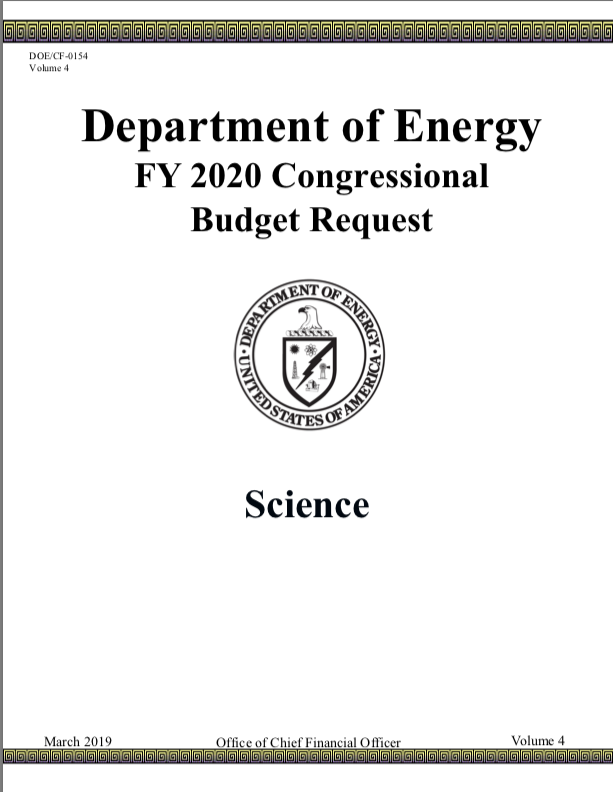 DOE/CF-0154
Volume 4
Department of Energy
FY 2020 Congressional
Budget Request
DEPARTMENT OF ENERGY
UNITED STATES OF AMERICA
Science
March 2019
Office of Chief Financial Officer
Volume 4